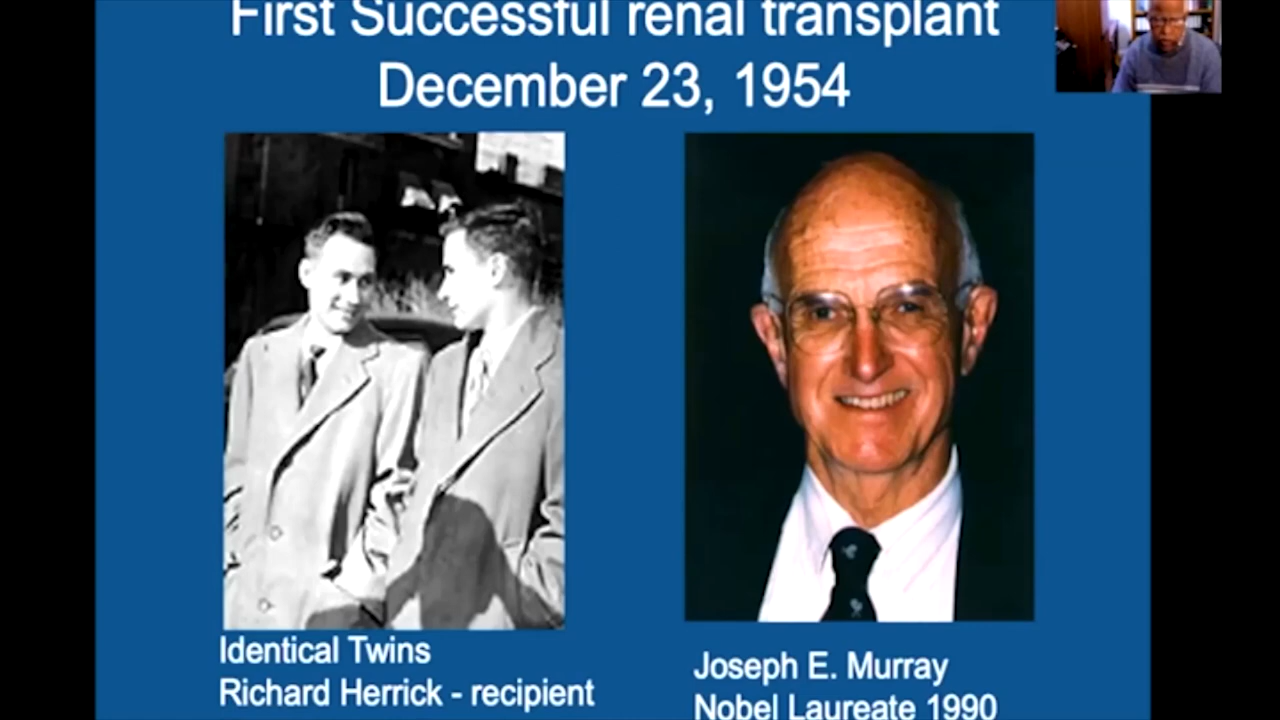 First Successful renal transplant
December 23, 1954
Identical Twins
Richard Herrick - recipient
Joseph E. Murray
Nobel Laureate 1990